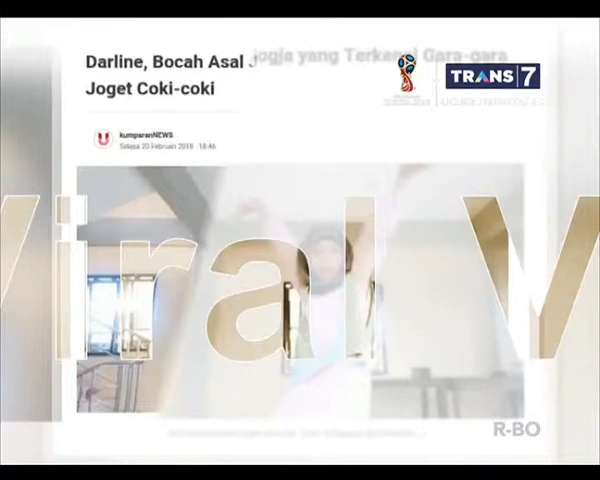 Darline, Bocah Asal Jogja yang Terkenal Gara-gara
Joget Coki-coki
TRANS 7
kumparanNEWS
Selasa 20 Februari 2018 · 18:46
Viral V
R-BO